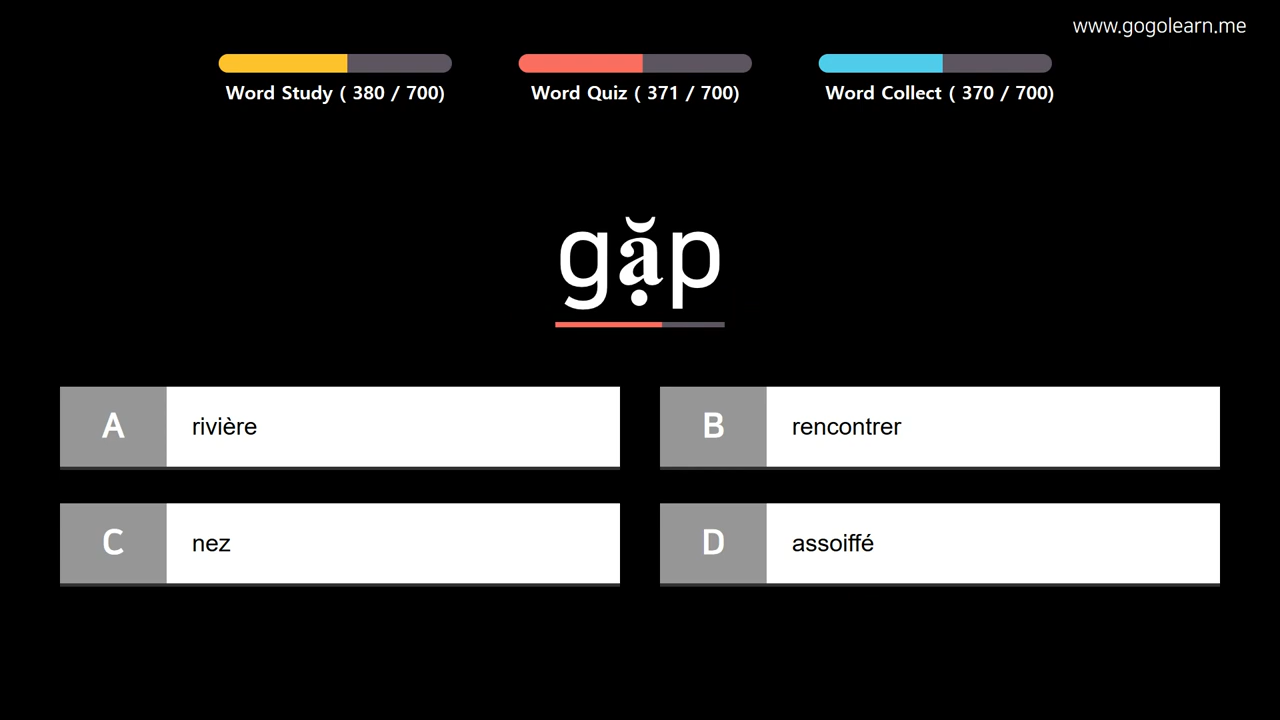 www.gogolearn.me
Word Study ( 380 / 700)
Word Quiz ( 371 / 700)
Word Collect ( 370 / 700)
gặp
A rivière
B rencontrer
C nez
D assoiffé